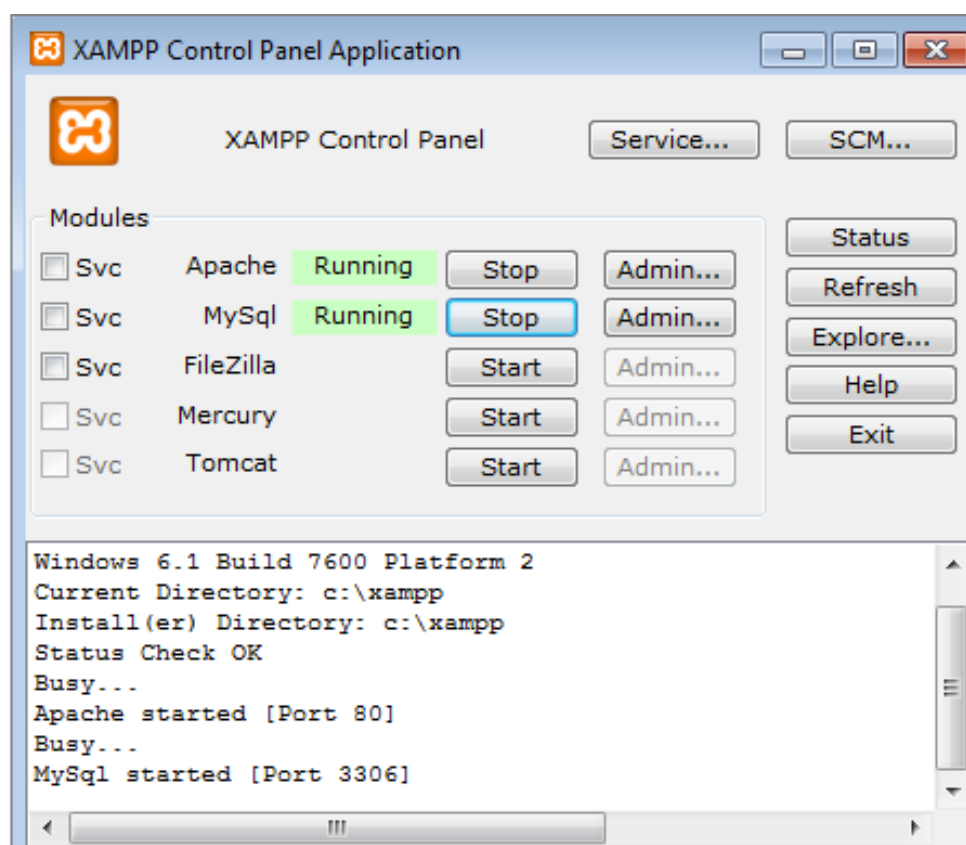 XAMPP Control Panel Application
XAMPP Control Panel Service... SCM...
Modules
Svc Apache Running Stop Admin...
Svc MySql Running Stop Admin...
Svc FileZilla Start Admin...
Svc Mercury Start Admin...
Svc Tomcat Start Admin...
Status
Refresh
Explore...
Help
Exit
Windows 6.1 Build 7600 Platform 2
Current Directory: c:\xampp
Install(er) Directory: c:\xampp
Status Check OK
Busy...
Apache started [Port 80]
Busy...
MySql started [Port 3306]